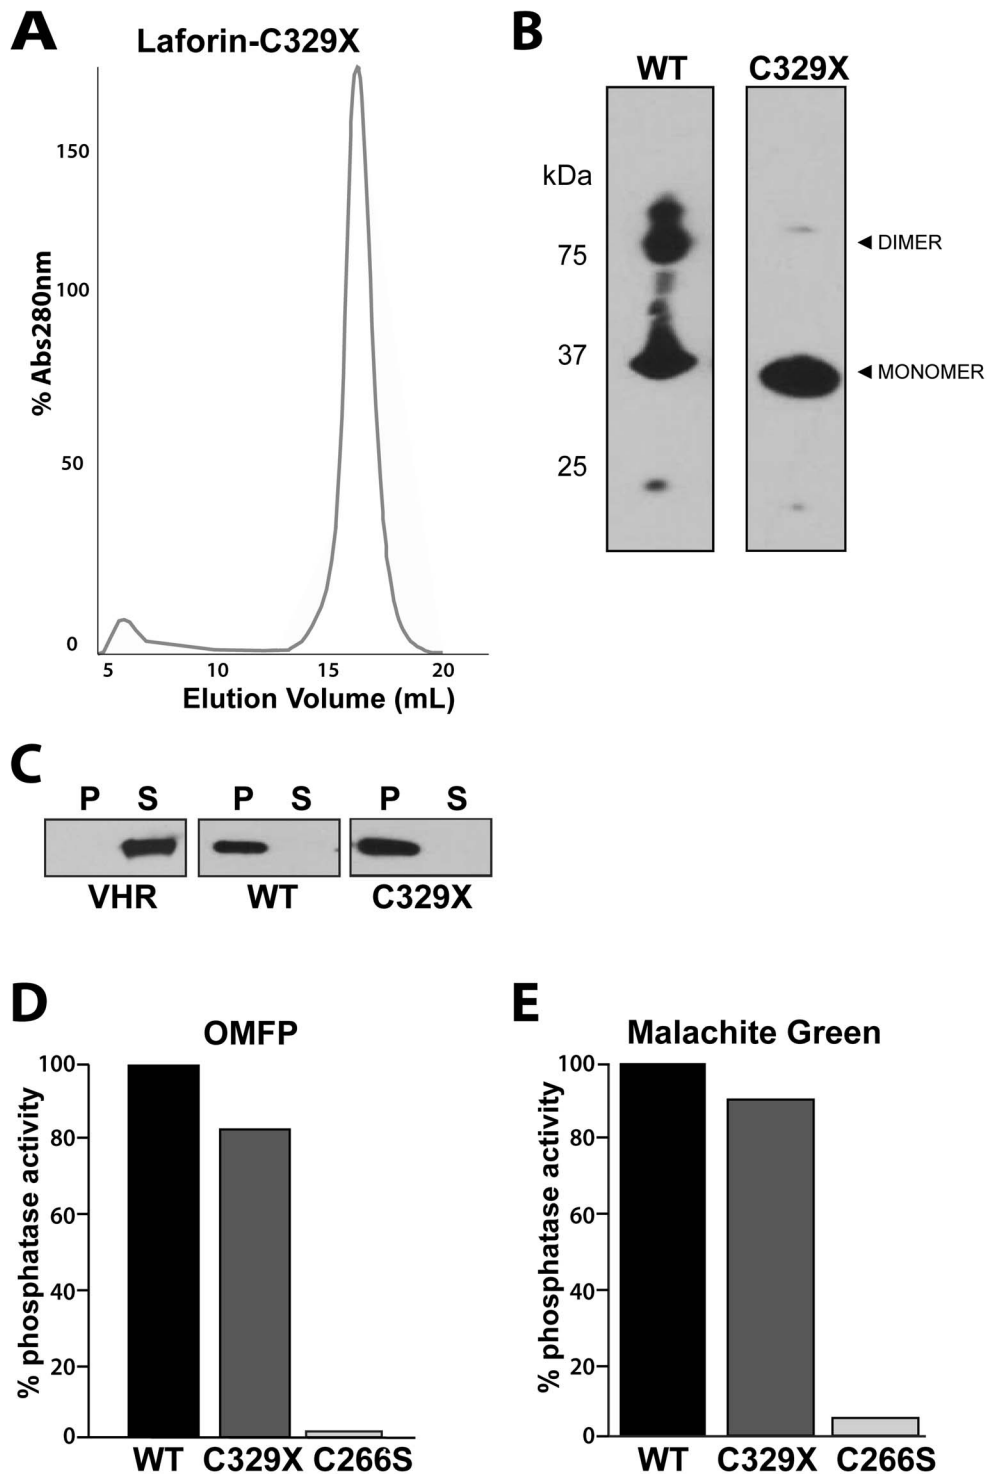 A
Laforin-C329X
% Abs280nm
150
100
50
0
5 10 15 20
Elution Volume (mL)
B
WT C329X
kDa
75
37
25
◄ DIMER
◄ MONOMER
C
P S P S P S
VHR WT C329X
D
OMFP
% phosphatase activity
100
80
60
40
20
0
WT C329X C266S
E
Malachite Green
% phosphatase activity
100
80
60
40
20
0
WT C329X C266S